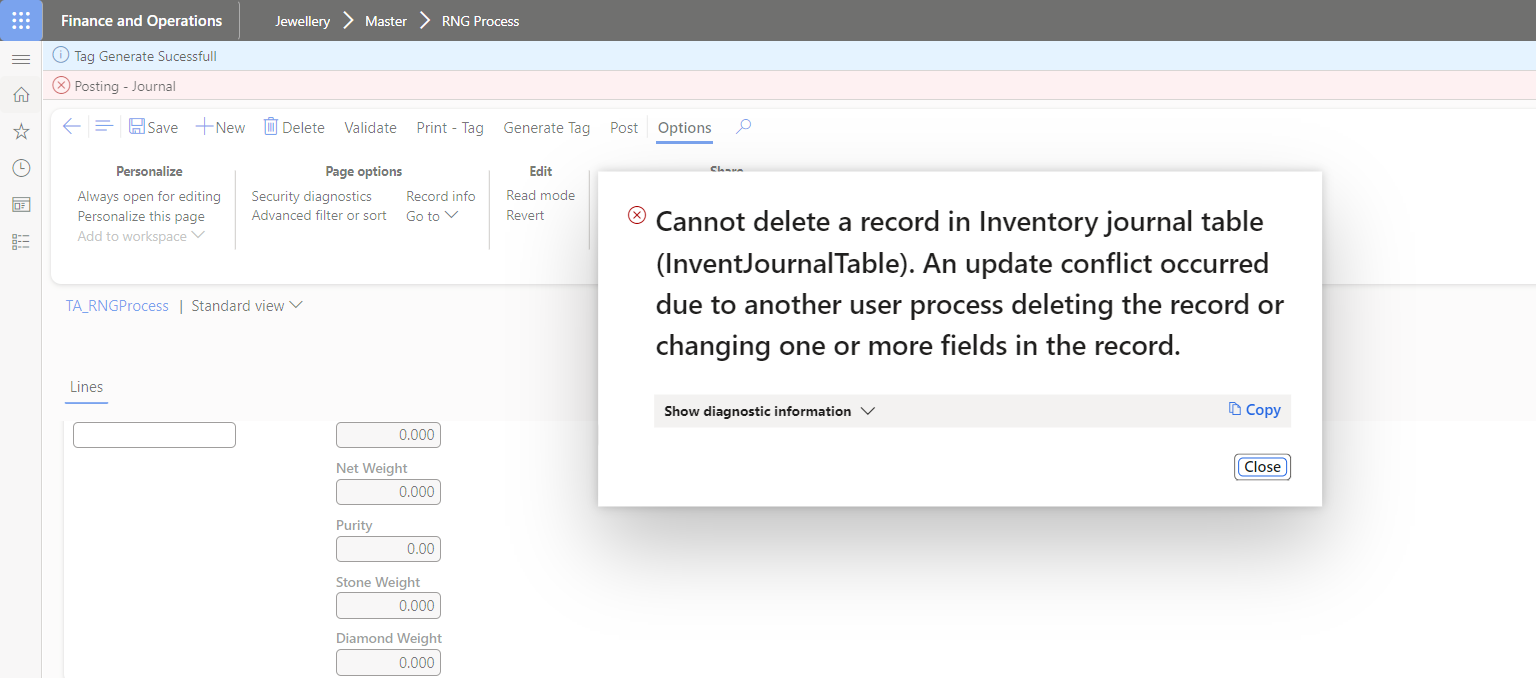 Finance and Operations
Jewellery
Master
RNG Process
Tag Generate Sucessfull
Posting - Journal
Save
New
Delete
Validate
Print - Tag
Generate Tag
Post
Options
Personalize
Always open for editing
Personalize this page
Add to workspace
Page options
Security diagnostics
Advanced filter or sort
Record info
Go to
Edit
Read mode
Revert
Share
Cannot delete a record in Inventory journal table
(InventJournalTable). An update conflict occurred
due to another user process deleting the record or
changing one or more fields in the record.
Show diagnostic information
Copy
Close
TA_RNGProcess | Standard view
Lines
0.000
Net Weight
0.000
Purity
0.00
Stone Weight
0.000
Diamond Weight
0.000